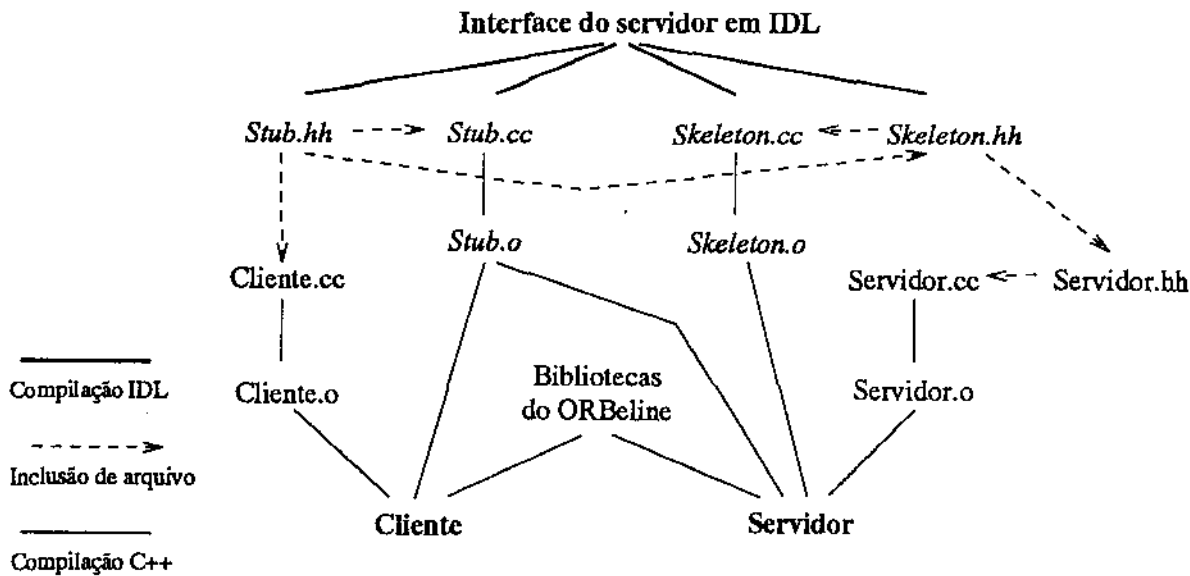 Interface do servidor em IDL
Stub.hh Stub.cc Skeleton.cc Skeleton.hh
Stub.o Skeleton.o
Cliente.cc Servidor.cc Servidor.hh
Compilação IDL Cliente.o Bibliotecas do ORBeline Servidor.o
Inclusão de arquivo
Cliente Servidor
Compilação C++